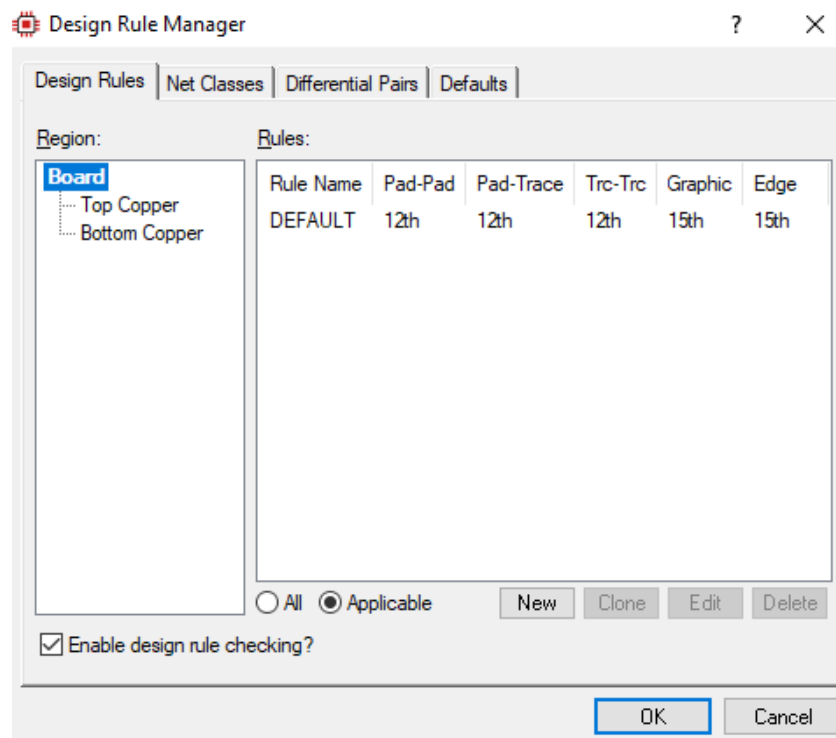 Design Rule Manager ? X
Design Rules Net Classes Differential Pairs Defaults
Region: Rules:
Board
Top Copper
Bottom Copper
Rule Name Pad-Pad Pad-Trace Trc-Trc Graphic Edge
DEFAULT 12th 12th 12th 15th 15th
All Applicable New Clone Edit Delete
Enable design rule checking?
OK Cancel